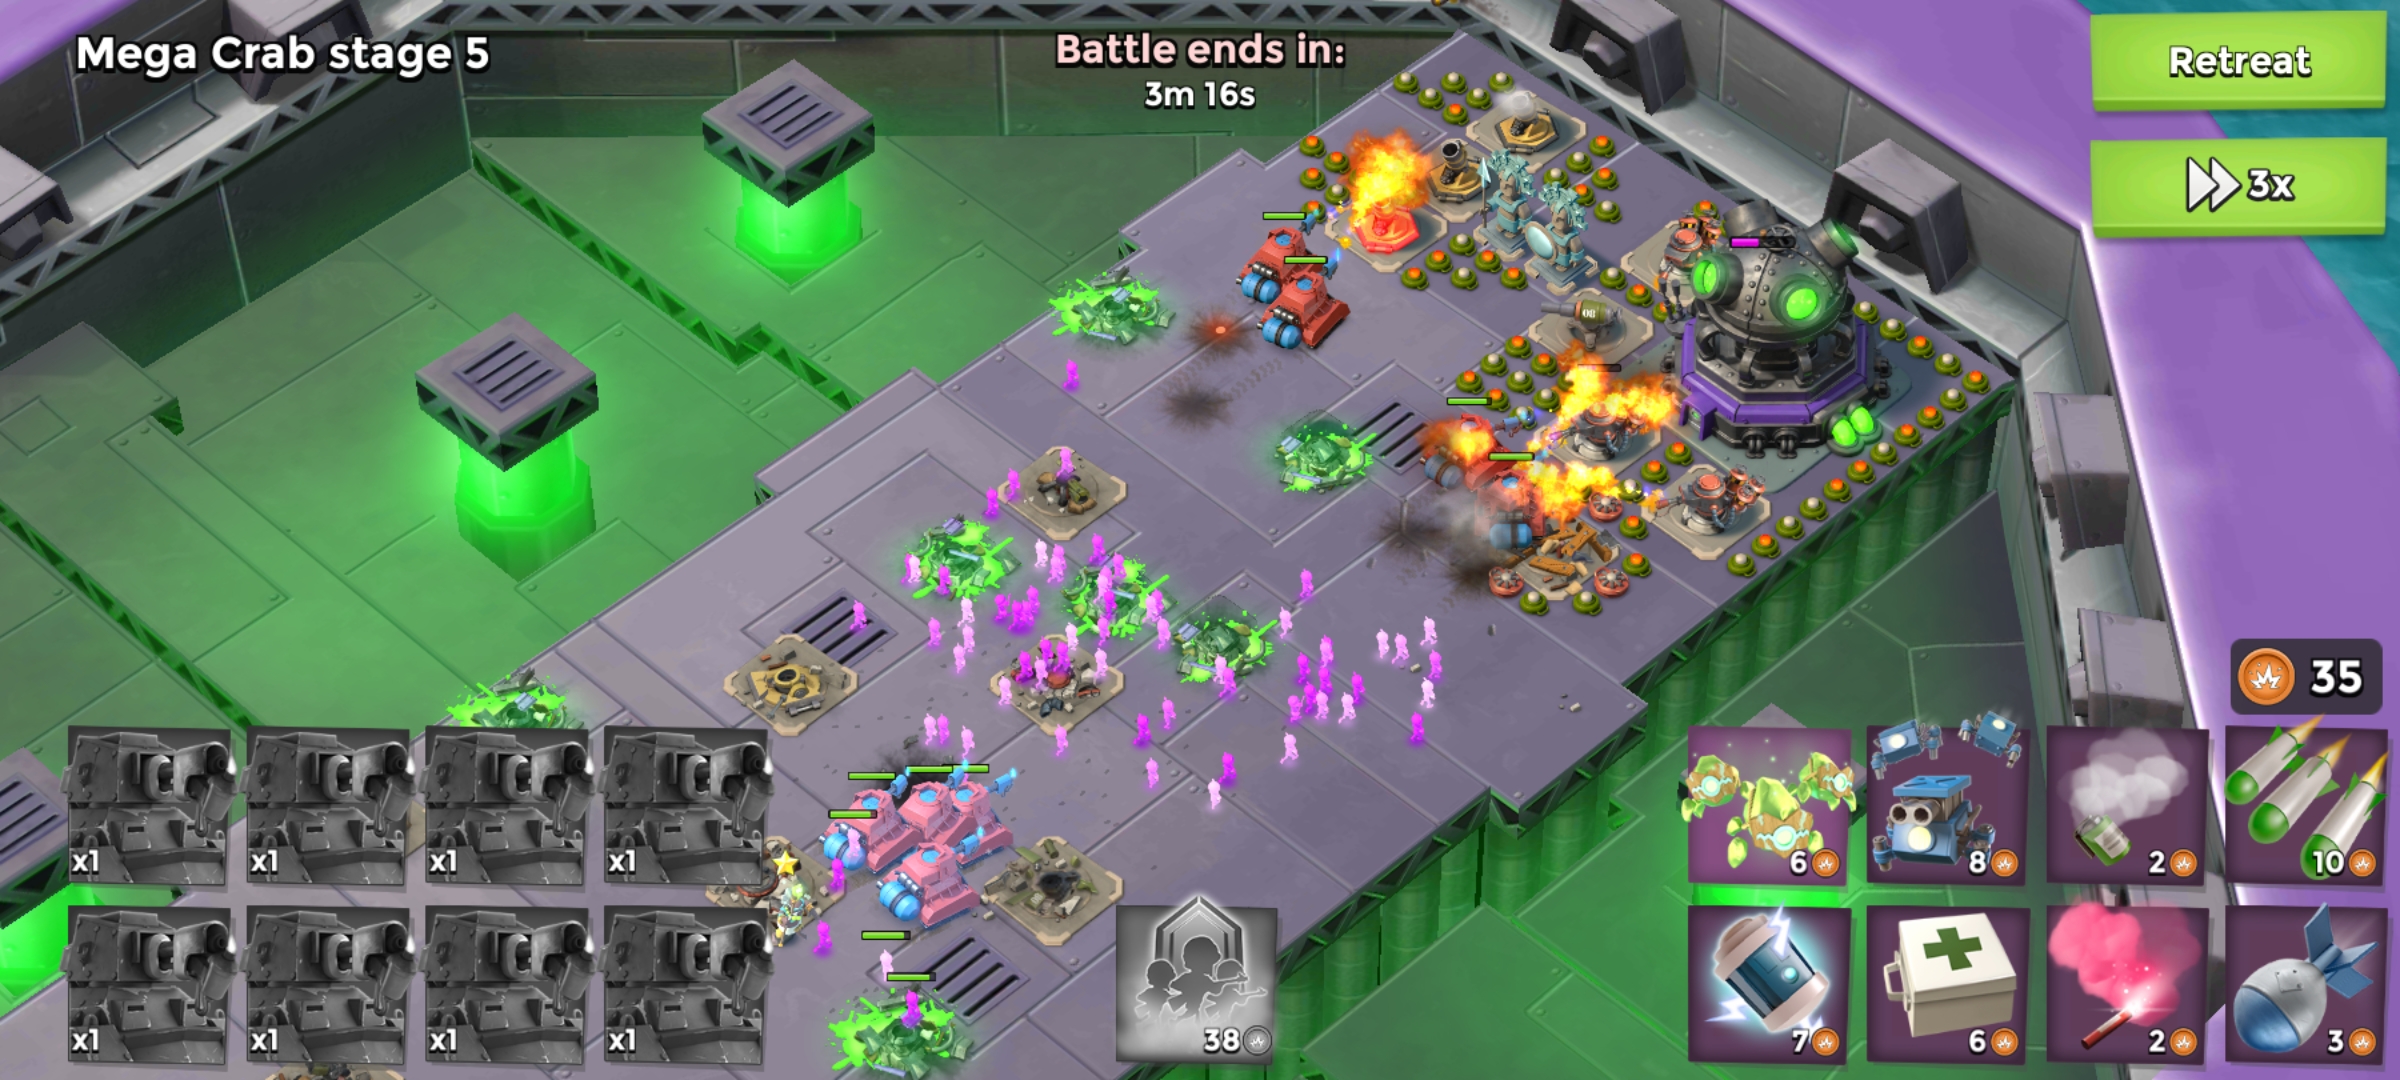 Mega Crab stage 5
Battle ends in:
3m 16s
Retreat
3x
08
35
6
8
2
10
x1
x1
x1
x1
7
6
2
3
x1
x1
x1
x1
38